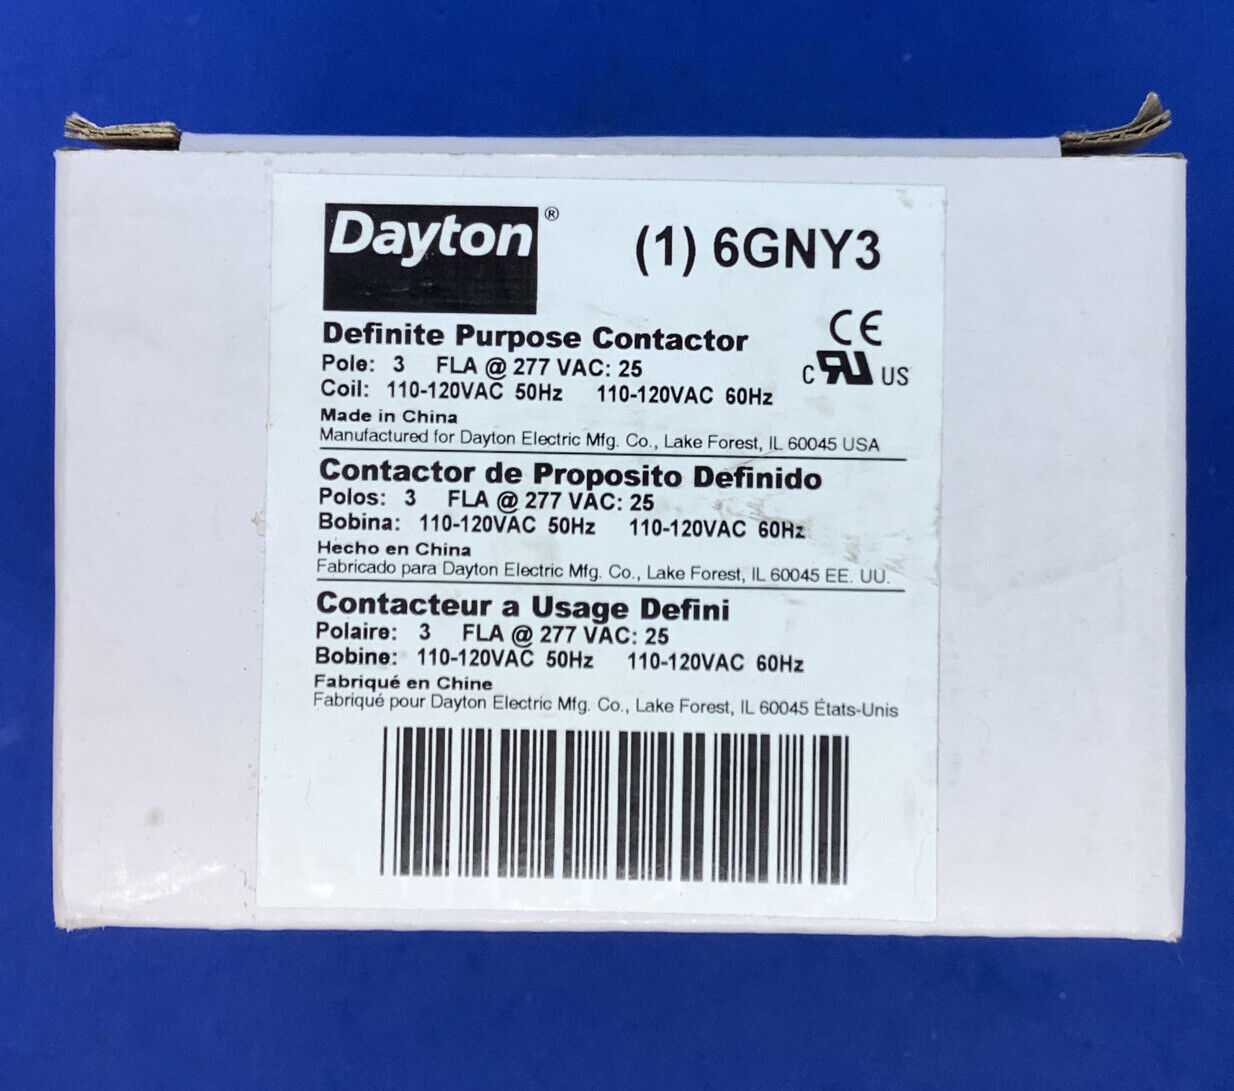 Dayton®
(1) 6GNY3
Definite Purpose Contactor
Pole: 3 FLA @ 277 VAC: 25
Coil: 110-120VAC 50Hz 110-120VAC 60Hz
CE
C RU US
Made in China
Manufactured for Dayton Electric Mfg. Co., Lake Forest, IL 60045 USA
Contactor de Proposito Definido
Polos: 3 FLA @ 277 VAC: 25
Bobina: 110-120VAC 50Hz 110-120VAC 60Hz
Hecho en China
Fabricado para Dayton Electric Mfg. Co., Lake Forest, IL 60045 EE. UU.
Contacteur a Usage Defini
Polaire: 3 FLA @ 277 VAC: 25
Bobine: 110-120VAC 50Hz 110-120VAC 60Hz
Fabriqué en Chine
Fabriqué pour Dayton Electric Mfg. Co., Lake Forest, IL 60045 États-Unis